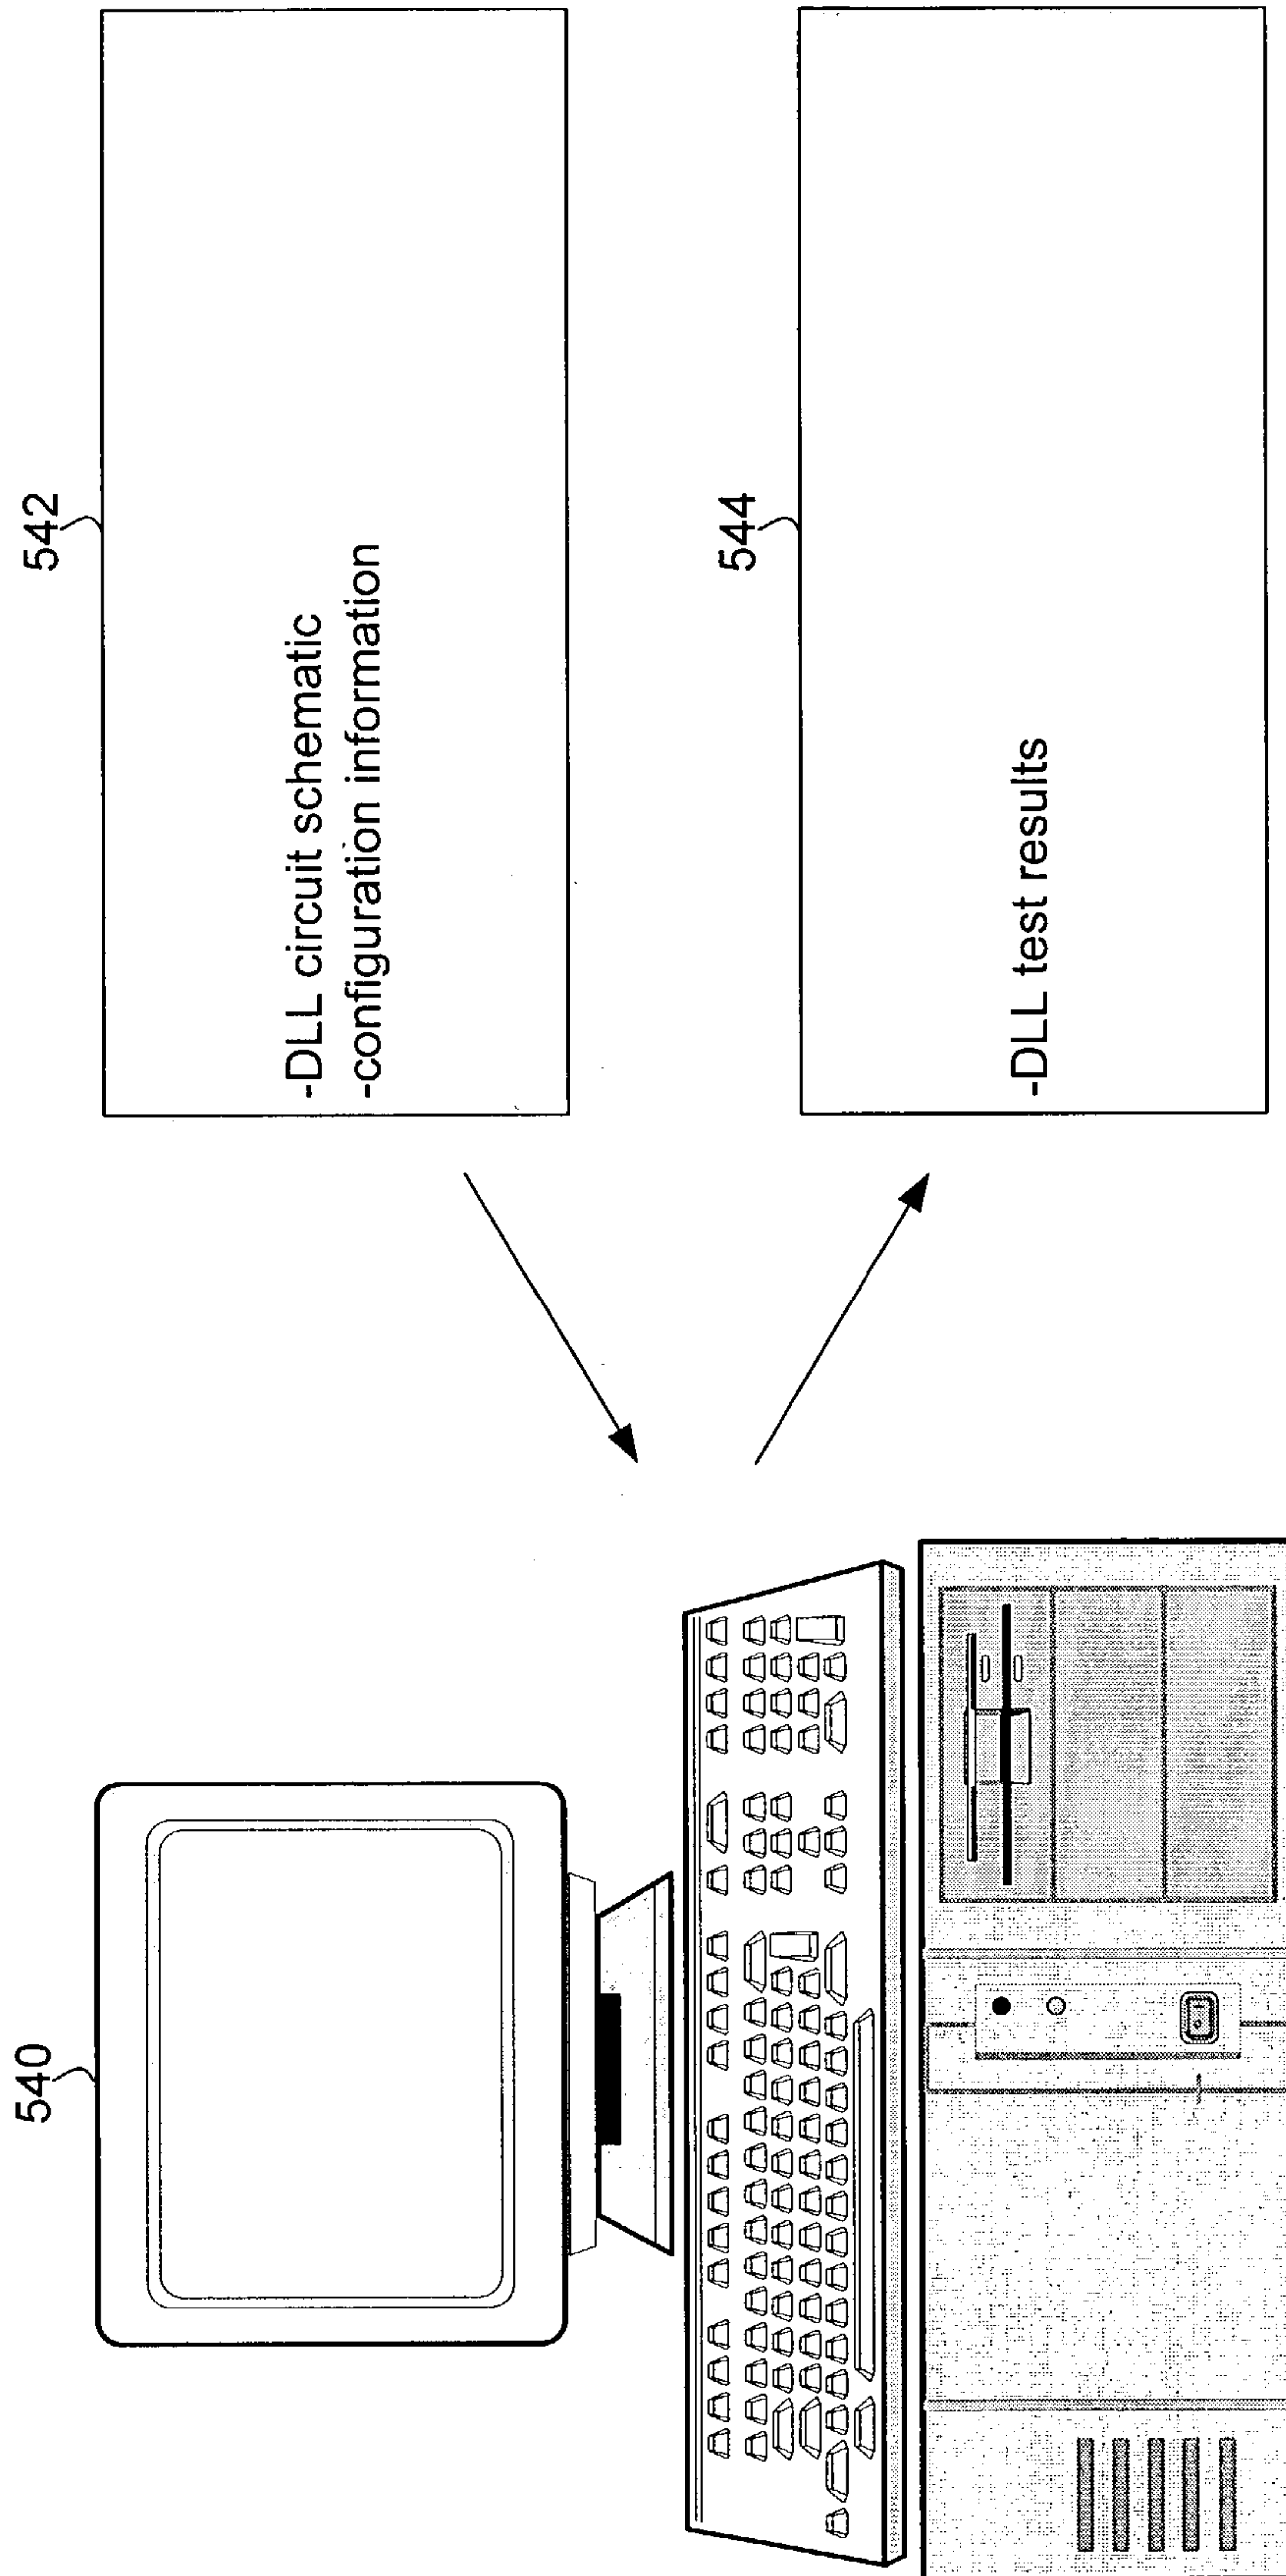 540
542
-DLL circuit schematic
-configuration information
544
-DLL test results